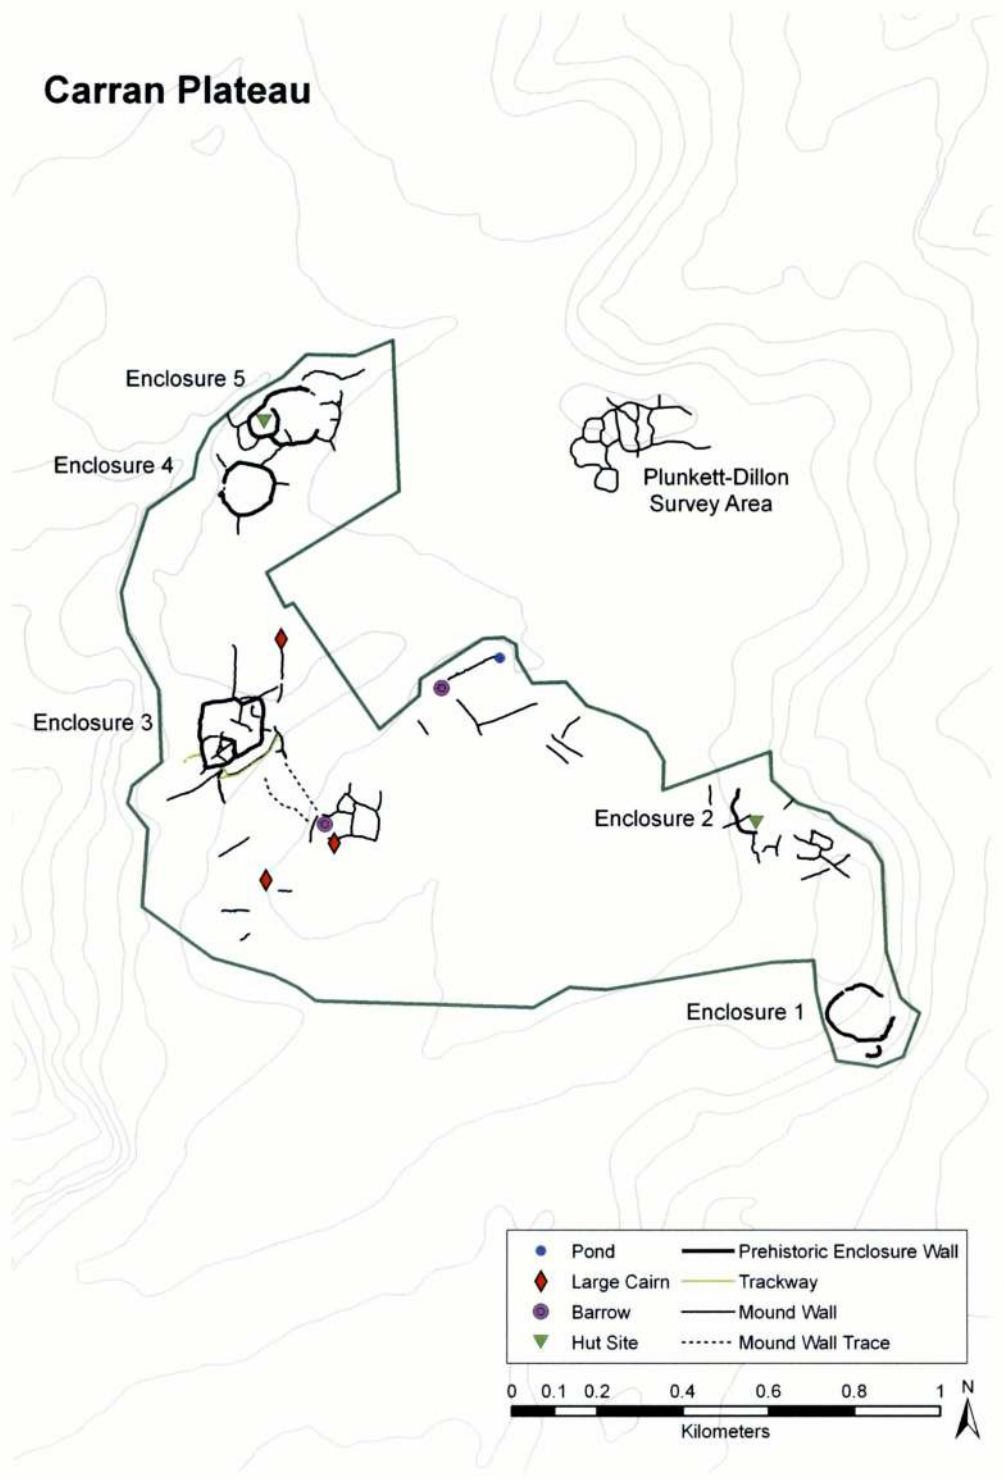 Carran Plateau
Enclosure 5
Enclosure 4
Plunkett-Dillon
Survey Area
Enclosure 3
Enclosure 2
Enclosure 1
Pond
Prehistoric Enclosure Wall
Large Cairn
Trackway
Barrow
Mound Wall
Hut Site
Mound Wall Trace
0 0.1 0.2 0.4 0.6 0.8 1
N
Kilometers